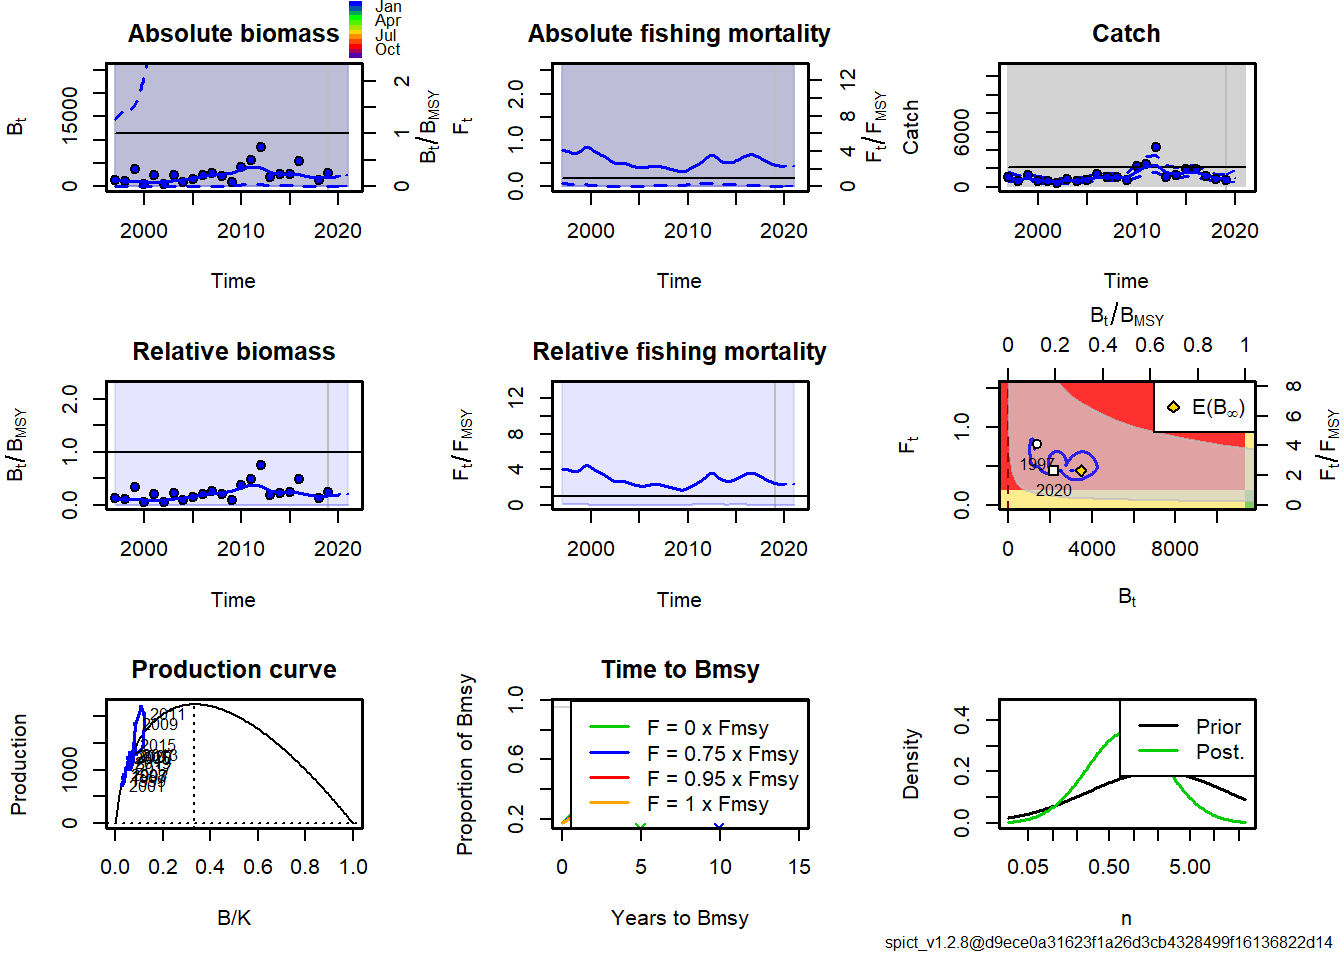 Jan
Apr
Jul
Oct
Absolute biomass
Bt
0
15000
2000
2010
2020
0
1
2
Bt/BMSY
Time
Absolute fishing mortality
Ft
0.0
1.0
2.0
2000
2010
2020
0
4
8
12
Ft/FMSY
Time
Catch
Catch
0
6000
2000
2010
2020
Time
Relative biomass
Bt/BMSY
0.0
1.0
2.0
2000
2010
2020
Time
Relative fishing mortality
Ft/FMSY
0
4
8
12
2000
2010
2020
Time
Bt/BMSY
0 0.2 0.4 0.6 0.8 1
Ft
0.0
1.0
E(B∞)
1997
2020
0 4000 8000
0
2
4
6
8
Ft/FMSY
Bt
Production curve
Production
0
1000
2011
2009
2015
2001
0.0 0.2 0.4 0.6 0.8 1.0
B/K
Time to Bmsy
Proportion of Bmsy
0.2
0.6
1.0
F = 0 x Fmsy
F = 0.75 x Fmsy
F = 0.95 x Fmsy
F = 1 x Fmsy
0 5 10 15
Years to Bmsy
Density
0.0
0.2
0.4
Prior
Post.
0.05 0.50 5.00
n
spict_v1.2.8@d9ece0a31623f1a26d3cb4328499f16136822d14